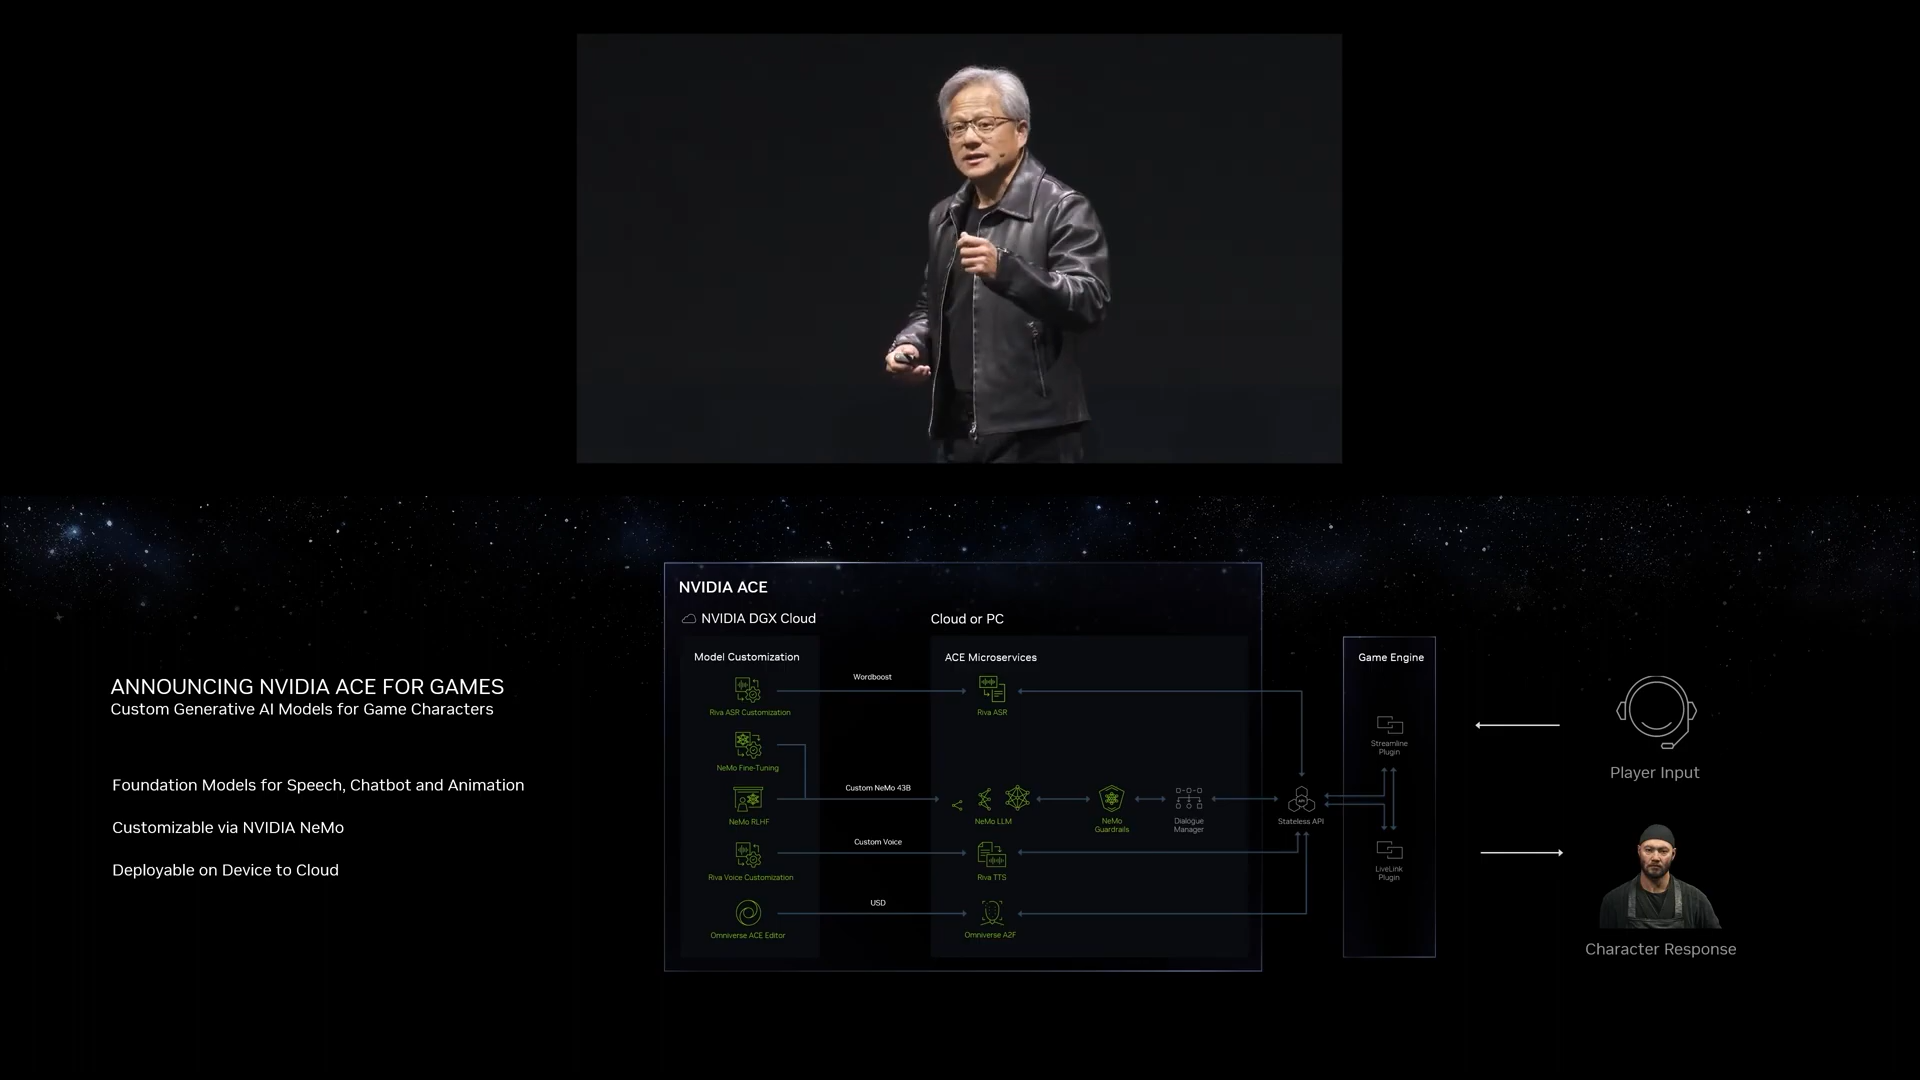 ANNOUNCING NVIDIA ACE FOR GAMES
Custom Generative AI Models for Game Characters
Foundation Models for Speech, Chatbot and Animation
Customizable via NVIDIA NeMo
Deployable on Device to Cloud
NVIDIA ACE
NVIDIA DGX Cloud
Cloud or PC
Model Customization
ACE Microservices
Game Engine
Wordboost
Riva ASR Customization
Riva ASR
NeMo Fine-Tuning
Custom NeMo 43B
NeMo RLHF
NeMo LLM
NeMo
Guardrails
Dialogue
Manager
API
Stateless API
Custom Voice
Riva Voice Customization
Riva TTS
USD
Omniverse ACE Editor
Omniverse A2F
Streamline
Plugin
LiveLink
Plugin
Player Input
Character Response